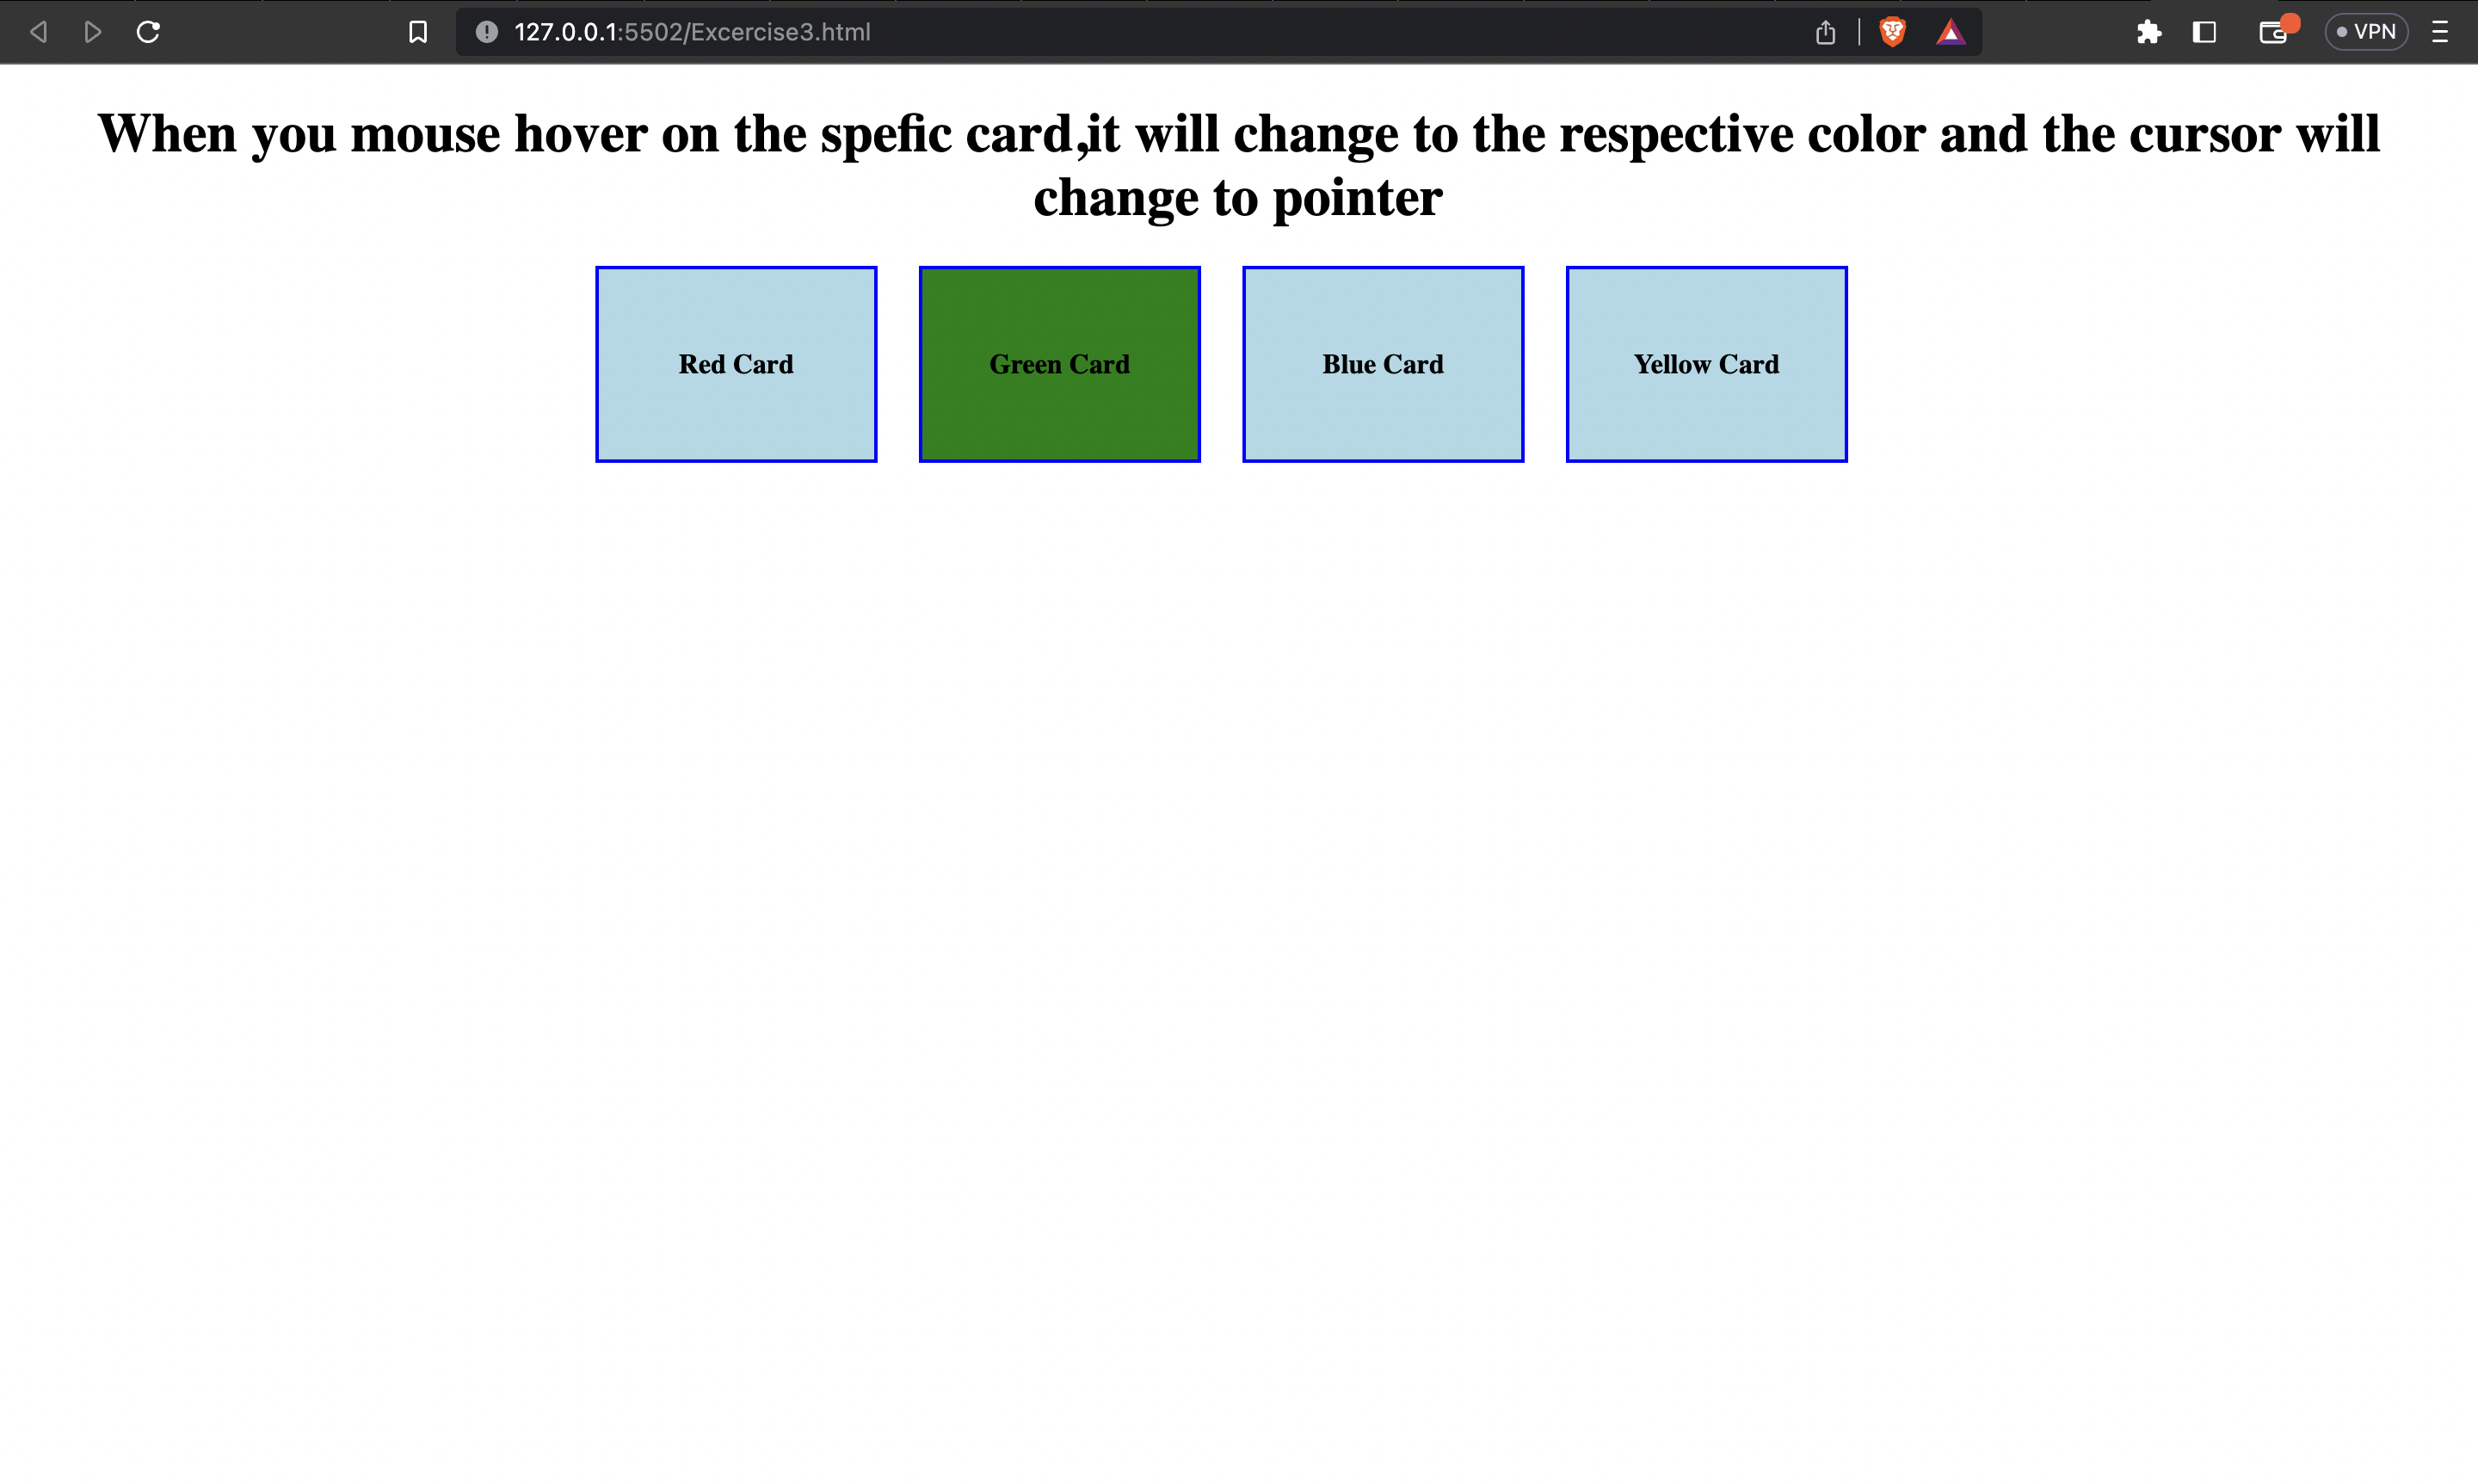 127.0.0.1:5502/Excercise3.html
VPN
When you mouse hover on the spefic card,it will change to the respective color and the cursor will
change to pointer
Red Card
Green Card
Blue Card
Yellow Card